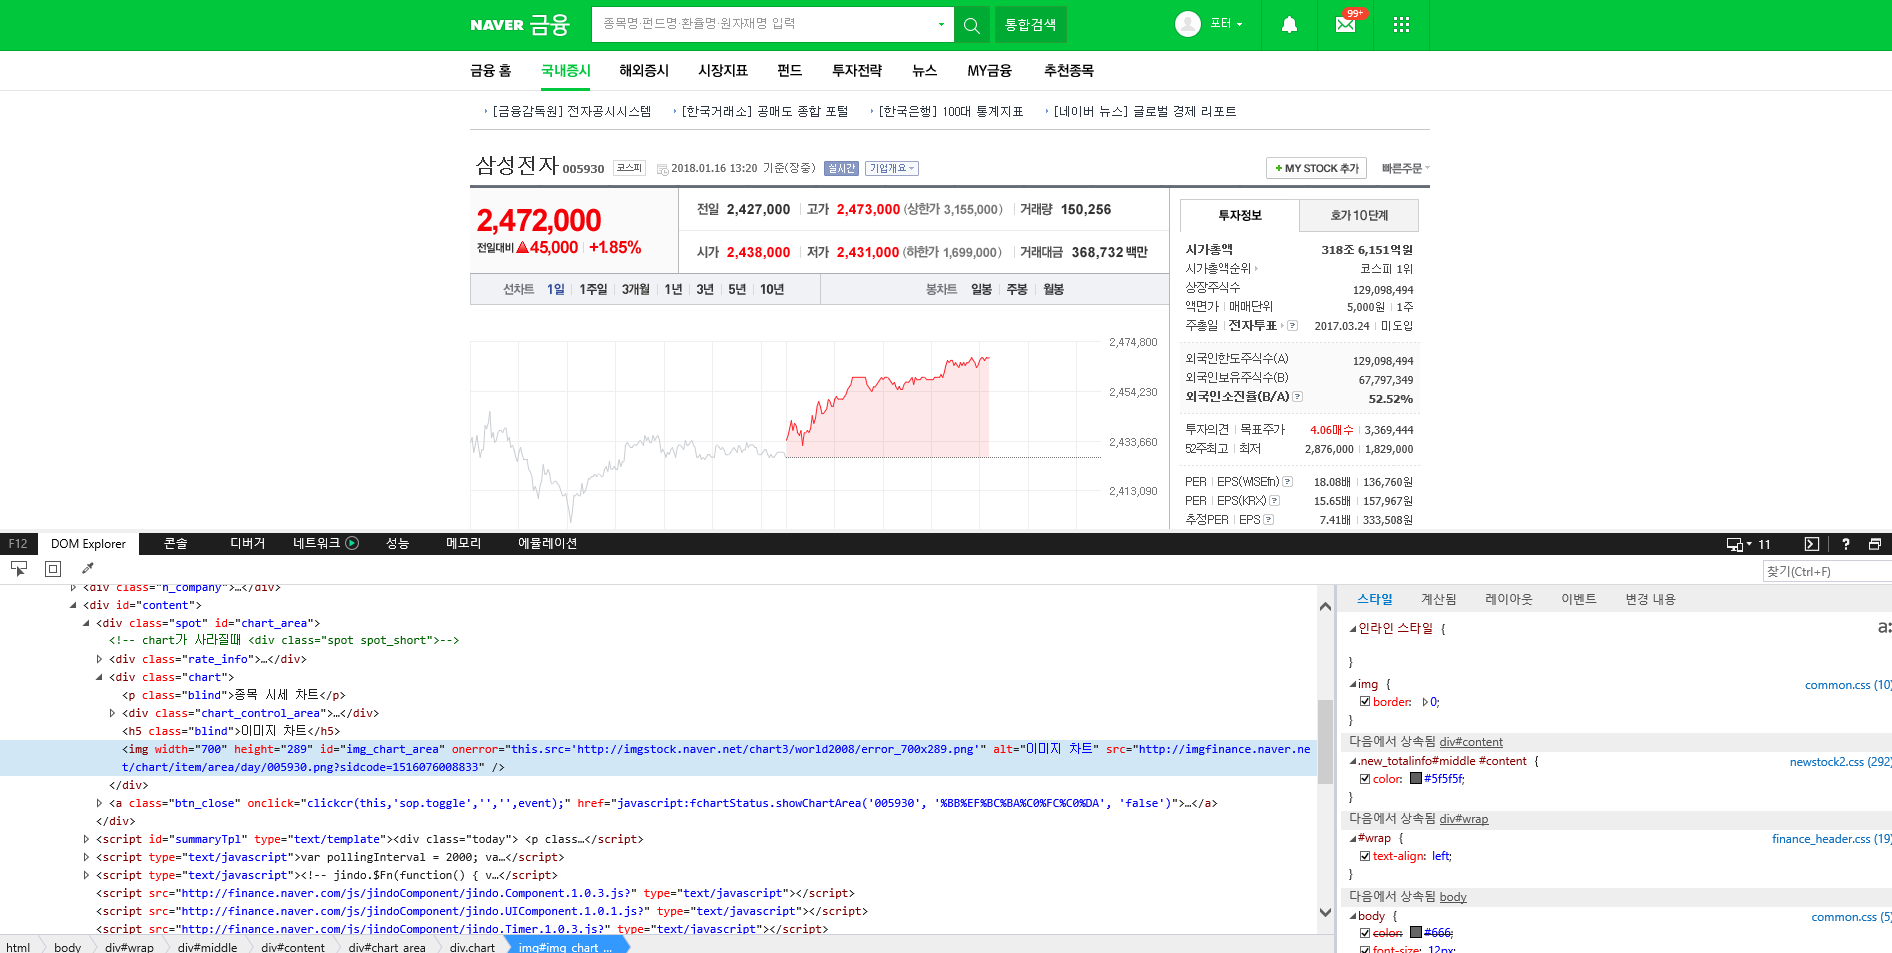 NAVER 금융 종목명·펀드명·환율명·원자재명 입력 통합검색 포터 99+
금융 홈 국내증시 해외증시 시장지표 펀드 투자전략 뉴스 MY금융 추천종목
[금융감독원] 전자공시시스템 [한국거래소] 공매도 종합 포털 [한국은행] 100대 통계지표 [네이버 뉴스] 글로벌 경제 리포트
삼성전자 005930 코스피 2018.01.16 13:20 기준(장중) 실시간 기업개요 + MY STOCK 추가 빠른주문
2,472,000
전일대비 ▲45,000 +1.85%
전일 2,427,000 고가 2,473,000 (상한가 3,155,000) 거래량 150,256
시가 2,438,000 저가 2,431,000 (하한가 1,699,000) 거래대금 368,732 백만
선차트 1일 1주일 3개월 1년 3년 5년 10년 봉차트 일봉 주봉 월봉
2,474,800
2,454,230
2,433,660
2,413,090
투자정보 호가 10단계
시가총액 318조 6,151억원
시가총액순위 코스피 1위
상장주식수 129,098,494
액면가 매매단위 5,000원 1주
주총일 전자투표 ? 2017.03.24 미도입
외국인한도주식수(A) 129,098,494
외국인보유주식수(B) 67,797,349
외국인소진율(B/A) ? 52.52%
투자의견 목표주가 4.06매수 3,369,444
52주최고 최저 2,876,000 1,829,000
PER EPS(WISEfn) ? 18.08배 136,760원
PER EPS(KRX) ? 15.65배 157,967원
추정PER EPS ? 7.41배 333,508원
F12 DOM Explorer 콘솔 디버거 네트워크 성능 메모리 에뮬레이션 11 ?
찾기(Ctrl+F)
<div class="h_company">…</div>
<div id="content">
<div class="spot" id="chart_area">
<!-- chart가 사라질때 <div class="spot spot_short">-->
<div class="rate_info">…</div>
<div class="chart">
<p class="blind">종목 시세 차트</p>
<div class="chart_control_area">…</div>
<h5 class="blind">이미지 차트</h5>
<img width="700" height="289" id="img_chart_area" onerror="this.src='http://imgstock.naver.net/chart3/world2008/error_700x289.png'" alt="이미지 차트" src="http://imgfinance.naver.ne
t/chart/item/area/day/005930.png?sidcode=1516076008833" />
</div>
<a class="btn_close" onclick="clickcr(this,'sop.toggle','','',event);" href="javascript:fchartStatus.showChartArea('005930', '%BB%EF%BC%BA%C0%FC%C0%DA', 'false')">…</a>
</div>
<script id="summaryTpl" type="text/template"><div class="today"> <p class…</script>
<script type="text/javascript">var pollingInterval = 2000; va…</script>
<script type="text/javascript"><!-- jindo.$Fn(function() { v…</script>
<script src="http://finance.naver.com/js/jindoComponent/jindo.Component.1.0.3.js?" type="text/javascript"></script>
<script src="http://finance.naver.com/js/jindoComponent/jindo.UIComponent.1.0.1.js?" type="text/javascript"></script>
<script src="http://finance.naver.com/js/jindoComponent/jindo.Timer.1.0.3.js?" type="text/javascript"></script>
html body div#wrap div#middle div#content div#chart_area div.chart img#img_chart_...
스타일 계산됨 레이아웃 이벤트 변경 내용
인라인 스타일 {
a:
}
img { common.css (10)
border: 0;
}
다음에서 상속됨 div#content
.new_totalinfo#middle #content { newstock2.css (292)
color: #5f5f5f;
}
다음에서 상속됨 div#wrap
#wrap { finance_header.css (19)
text-align: left;
}
다음에서 상속됨 body
body { common.css (5)
color: #666;
font-size: 12px;